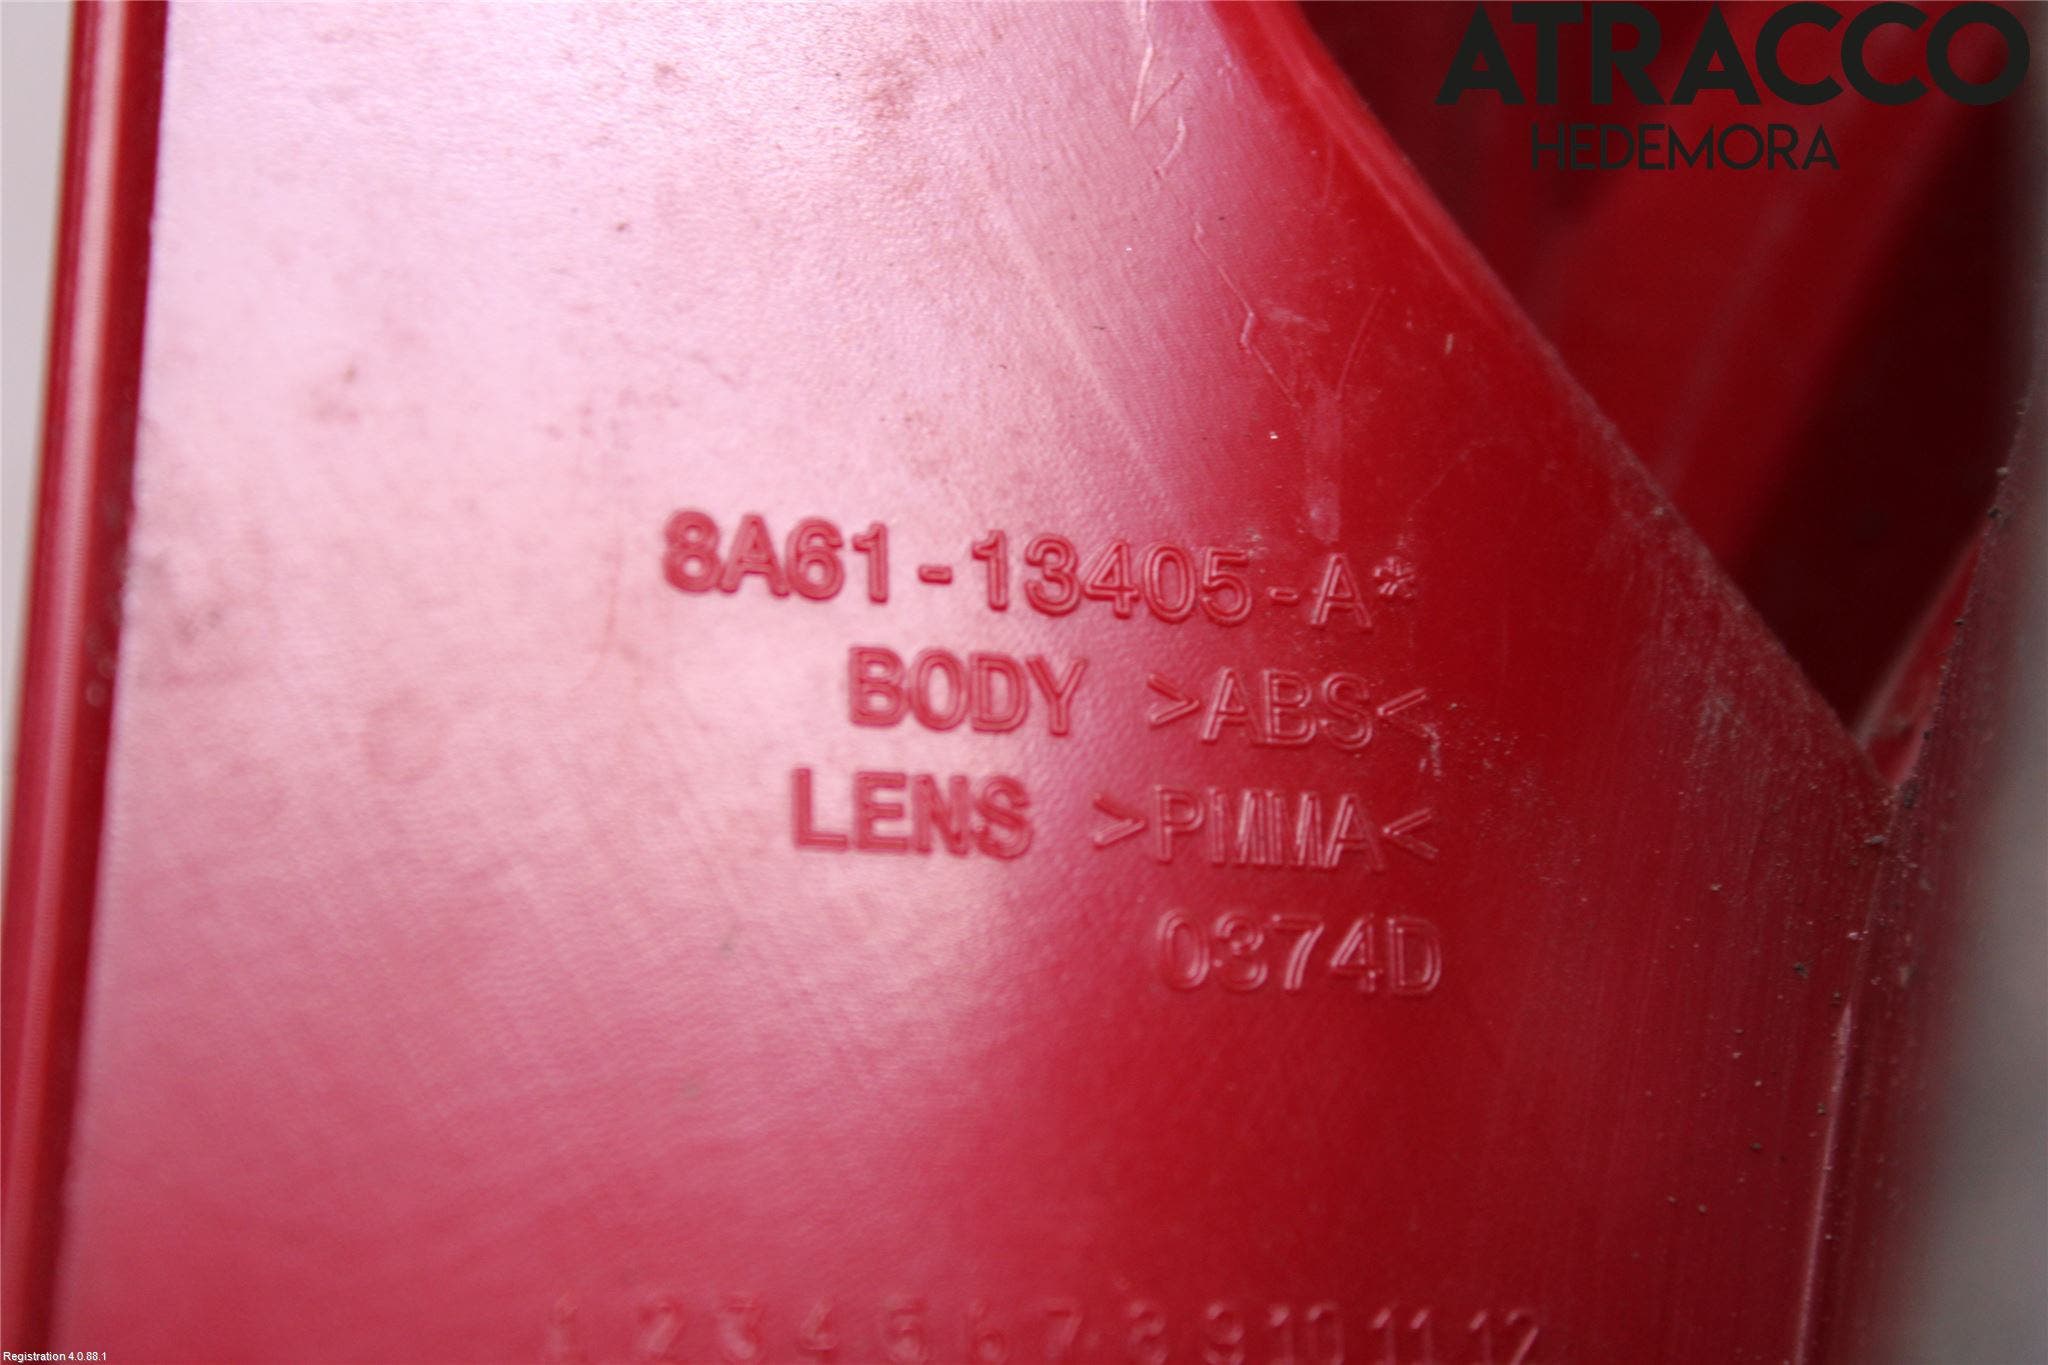 ATRACCO
HEDEMORA
8A61-13405-A*
BODY >ABS<
LENS >PMMA<
0374D
1 2 3 4 5 6 7 8 9 10 11 12
Registration 4.0.88.1